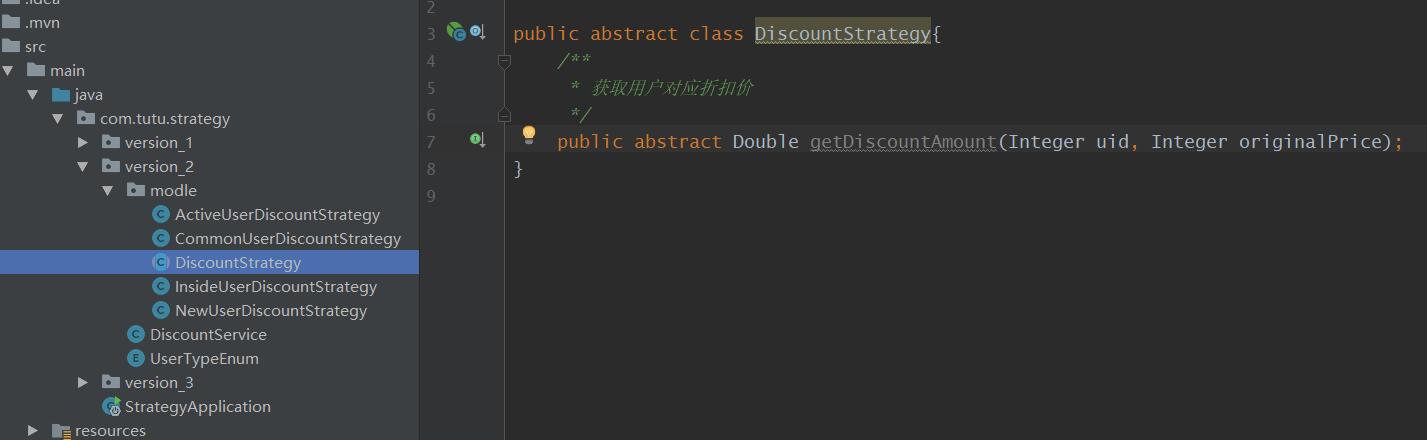 .idea
.mvn
src
main
java
com.tutu.strategy
version_1
version_2
modle
ActiveUserDiscountStrategy
CommonUserDiscountStrategy
DiscountStrategy
InsideUserDiscountStrategy
NewUserDiscountStrategy
DiscountService
UserTypeEnum
version_3
StrategyApplication
resources
2
3 public abstract class DiscountStrategy{
4 /**
5 * 获取用户对应折扣价
6 */
7 public abstract Double getDiscountAmount(Integer uid, Integer originalPrice);
8 }
9